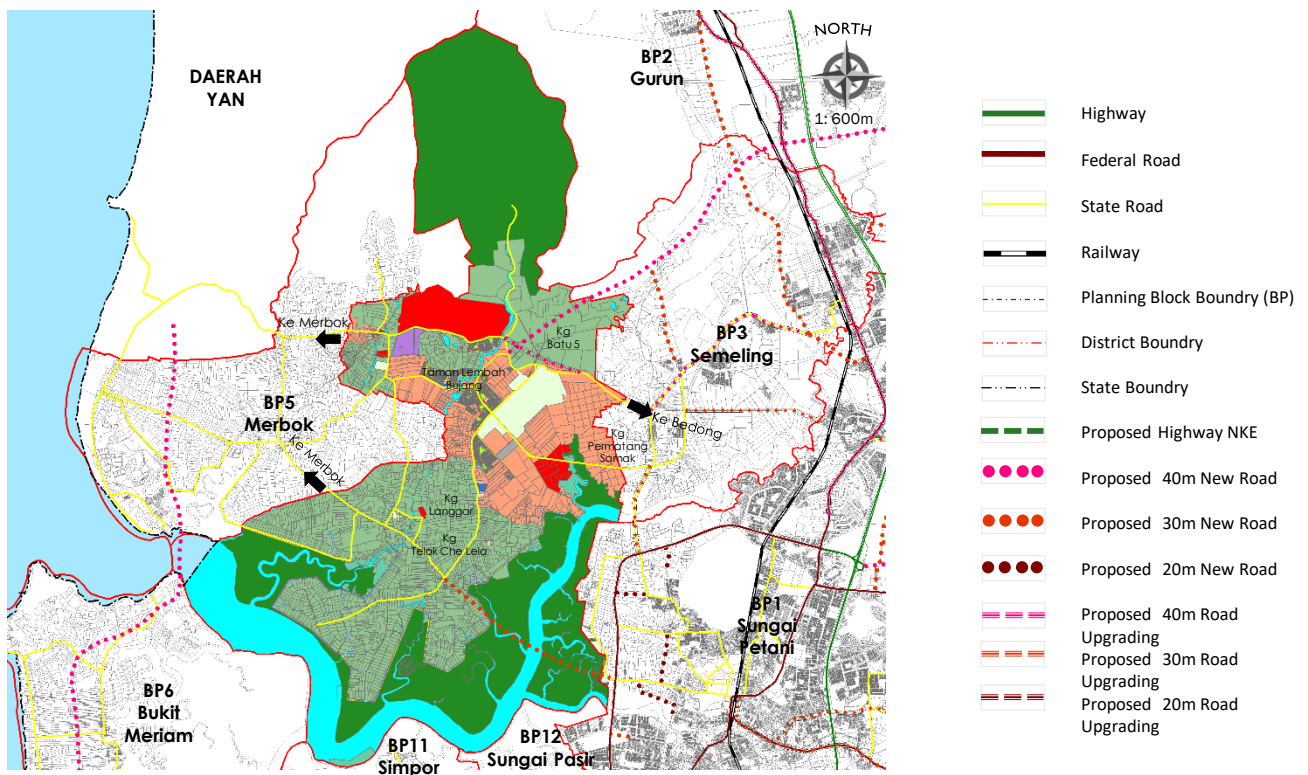 NORTH
1: 600m
DAERAH
YAN
BP2
Gurun
Ke Merbok
Kg
Batu 5
BP3
Semeling
Taman Lembah
Bujang
Ke Bedong
BP5
Merbok
Ke Merbok
Kg
Permatang
Samak
Kg
Langgar
Kg
Telok Che Lela
BP1
Sungai
Petani
BP6
Bukit
Meriam
BP11
Simpor
BP12
Sungai Pasir
Highway
Federal Road
State Road
Railway
Planning Block Boundry (BP)
District Boundry
State Boundry
Proposed Highway NKE
Proposed 40m New Road
Proposed 30m New Road
Proposed 20m New Road
Proposed 40m Road
Upgrading
Proposed 30m Road
Upgrading
Proposed 20m Road
Upgrading